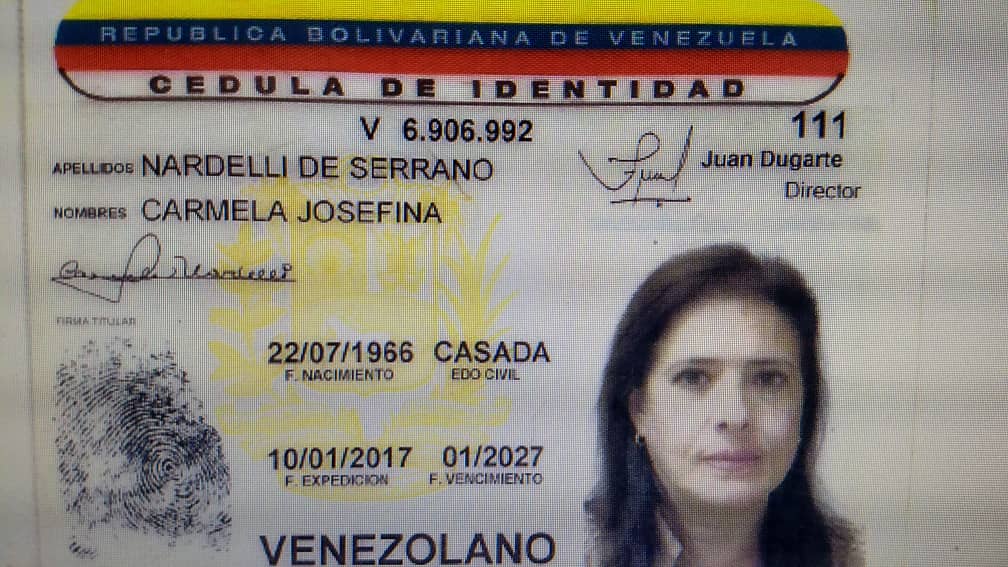 REPUBLICA BOLIVARIANA DE VENEZUELA
CEDULA DE IDENTIDAD
V 6.906.992
111
APELLIDOS NARDELLI DE SERRANO
Juan Dugarte
Director
NOMBRES CARMELA JOSEFINA
FIRMA TITULAR
22/07/1966 CASADA
F. NACIMIENTO EDO CIVIL
10/01/2017 01/2027
F. EXPEDICION F. VENCIMIENTO
VENEZOLANO